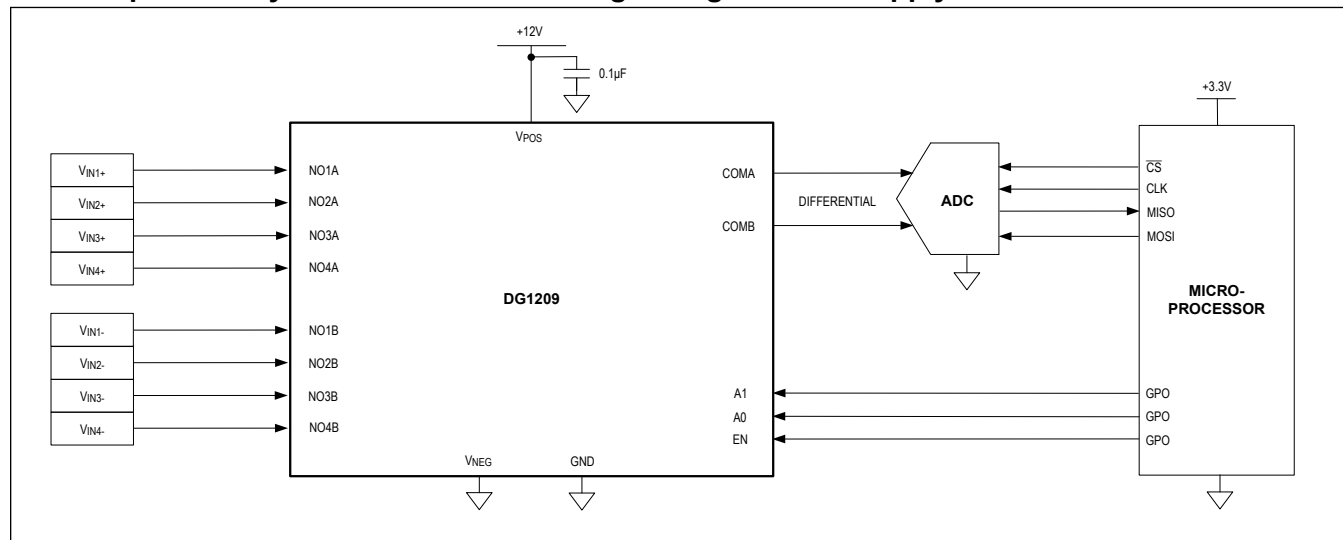 +12V
0.1µF
+3.3V
VPOS
VIN1+
VIN2+
VIN3+
VIN4+
VIN1-
VIN2-
VIN3-
VIN4-
NO1A
NO2A
NO3A
NO4A
NO1B
NO2B
NO3B
NO4B
DG1209
VNEG
GND
COMA
COMB
A1
A0
EN
DIFFERENTIAL
ADC
CS
CLK
MISO
MOSI
MICRO-
PROCESSOR
GPO
GPO
GPO